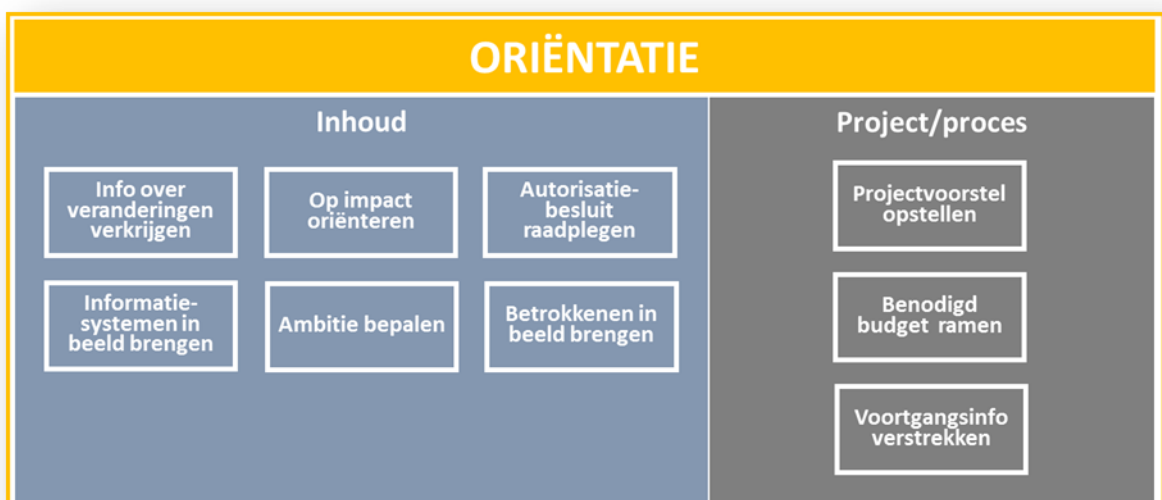 ORIËNTATIE
Inhoud
Info over
veranderingen
verkrijgen
Op impact
oriënteren
Autorisatie-
besluit
raadplegen
Informatie-
systemen in
beeld brengen
Ambitie bepalen
Betrokkenen in
beeld brengen
Project/proces
Projectvoorstel
opstellen
Benodigd
budget ramen
Voortgangsinfo
verstrekken